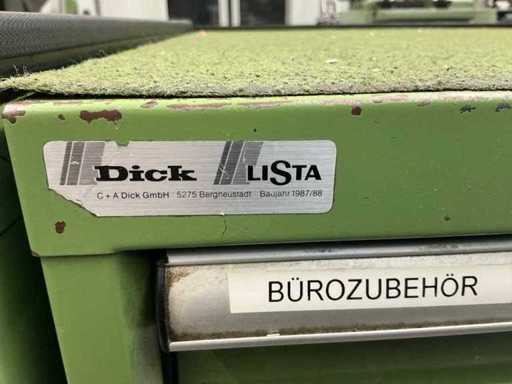 Dick LISTA
C + A Dick GmbH 5275 Bergneustadt Baujahr 1987/88
BÜROZUBEHÖR